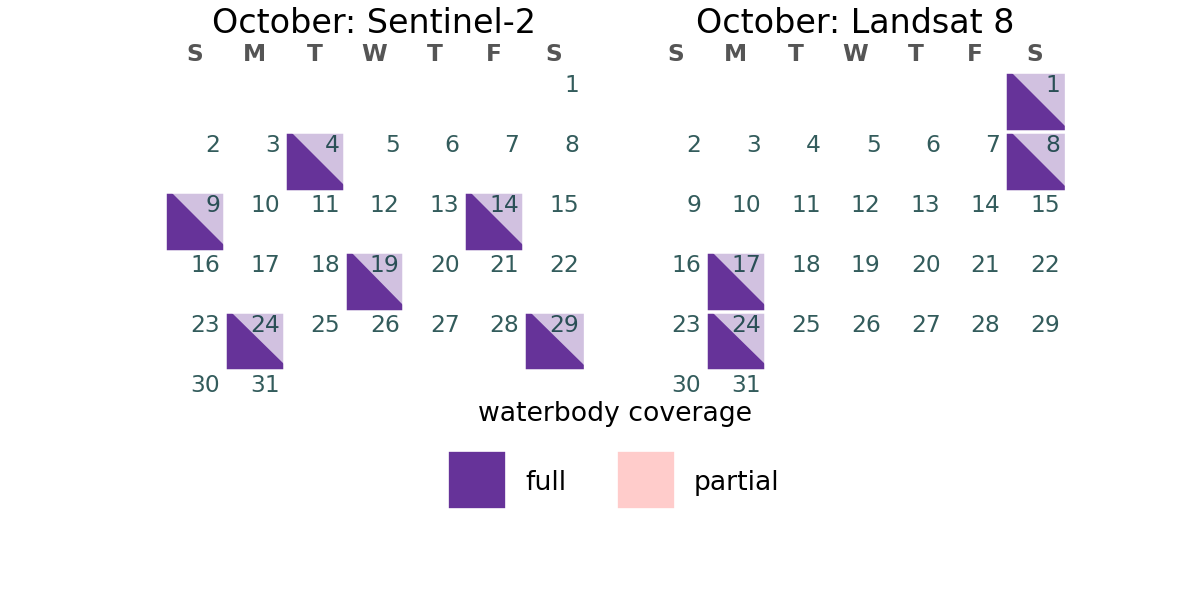 October: Sentinel-2
S M T W T F S
1
2 3 4 5 6 7 8
9 10 11 12 13 14 15
16 17 18 19 20 21 22
23 24 25 26 27 28 29
30 31
October: Landsat 8
S M T W T F S
1
2 3 4 5 6 7 8
9 10 11 12 13 14 15
16 17 18 19 20 21 22
23 24 25 26 27 28 29
30 31
waterbody coverage
full
partial